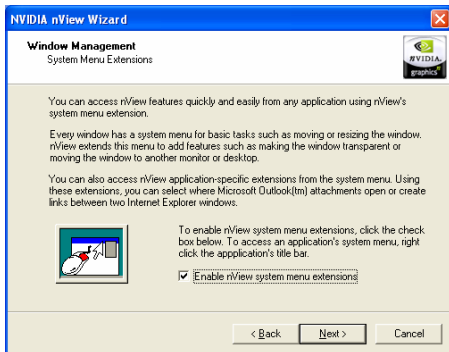 NVIDIA nView Wizard
Window Management
System Menu Extensions
NVIDIA.
graphics
You can access nView features quickly and easily from any application using nView's
system menu extension.
Every window has a system menu for basic tasks such as moving or resizing the window.
nView extends this menu to add features such as making the window transparent or
moving the window to another monitor or desktop.
You can also access nView application-specific extensions from the system menu. Using
these extensions, you can select where Microsoft Outlook(tm) attachments open or create
links between two Internet Explorer windows.
To enable nView system menu extensions, click the check
box below. To access an application's system menu, right
click the appplication's title bar.
Enable nView system menu extensions
< Back
Next >
Cancel